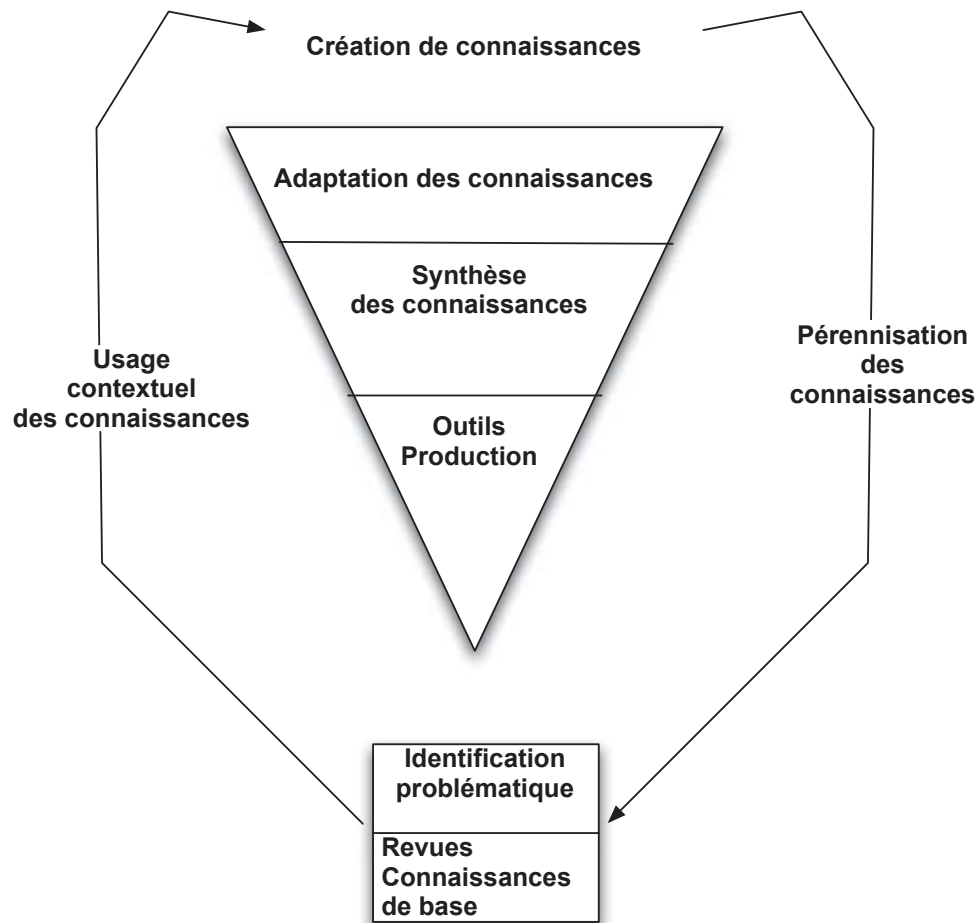 Création de connaissances
Adaptation des connaissances
Synthèse
des connaissances
Usage
contextuel
des connaissances
Pérennisation
des
connaissances
Outils
Production
Identification
problématique
Revues
Connaissances
de base